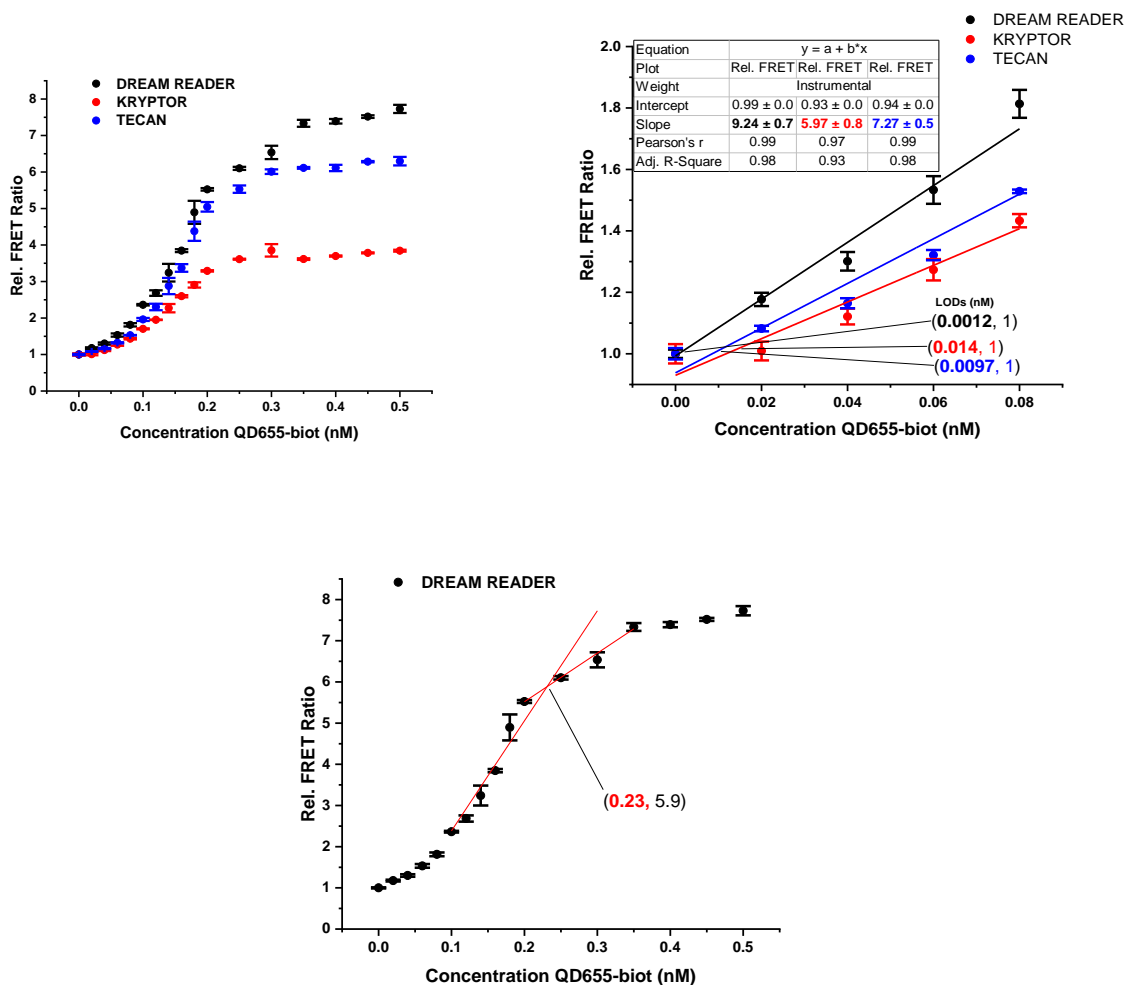 DREAM READER
KRYPTOR
TECAN
8
7
6
5
4
3
2
1
0
Rel. FRET Ratio
0.0 0.1 0.2 0.3 0.4 0.5
Concentration QD655-biot (nM)
DREAM READER
KRYPTOR
TECAN
Equation y = a + b*x
Plot Rel. FRET Rel. FRET Rel. FRET
Weight Instrumental
Intercept 0.99 ± 0.0 0.93 ± 0.0 0.94 ± 0.0
Slope 9.24 ± 0.7 5.97 ± 0.8 7.27 ± 0.5
Pearson's r 0.99 0.97 0.99
Adj. R-Square 0.98 0.93 0.98
2.0
1.8
1.6
1.4
1.2
1.0
Rel. FRET Ratio
LODs (nM)
(0.0012, 1)
(0.014, 1)
(0.0097, 1)
0.00 0.02 0.04 0.06 0.08
Concentration QD655-biot (nM)
DREAM READER
8
7
6
5
4
3
2
1
0
Rel. FRET Ratio
(0.23, 5.9)
0.0 0.1 0.2 0.3 0.4 0.5
Concentration QD655-biot (nM)